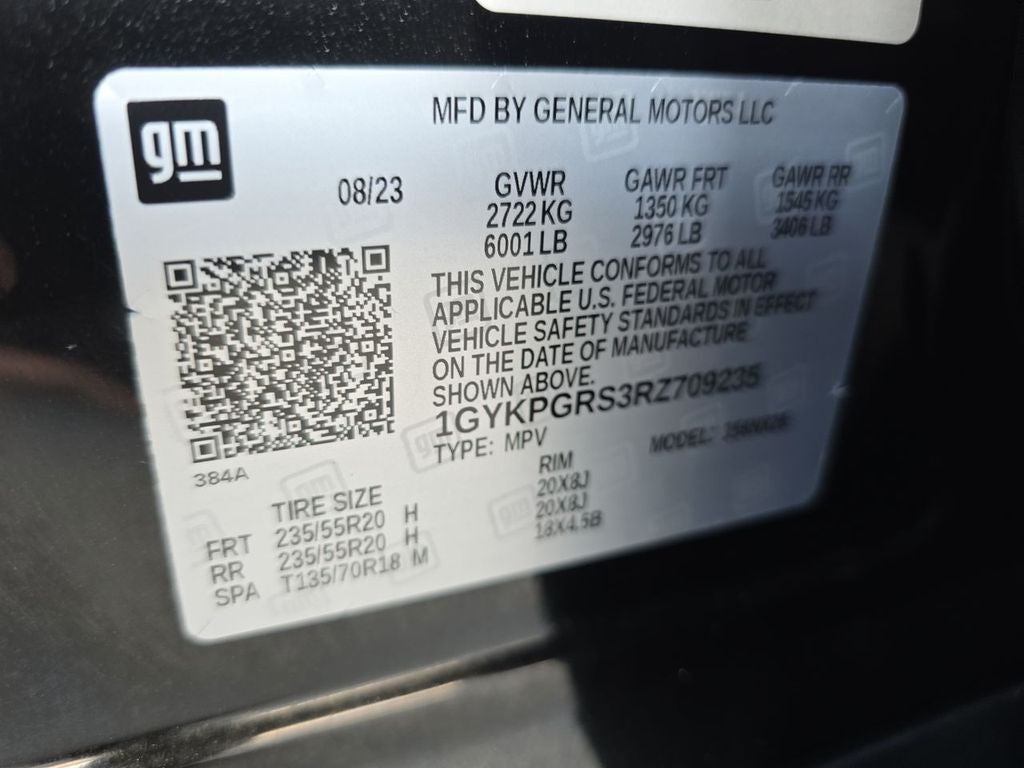 gm
MFD BY GENERAL MOTORS LLC
08/23
GVWR GAWR FRT GAWR RR
2722 KG 1350 KG 1545 KG
6001 LB 2976 LB 3406 LB
THIS VEHICLE CONFORMS TO ALL
APPLICABLE U.S. FEDERAL MOTOR
VEHICLE SAFETY STANDARDS IN EFFECT
ON THE DATE OF MANUFACTURE
SHOWN ABOVE.
1GYKPGRS3RZ709235
TYPE: MPV MODEL:
384A
TIRE SIZE RIM
FRT 235/55R20 H 20X8J
RR 235/55R20 H 20X8J
SPA T135/70R18 M 18X4.5B